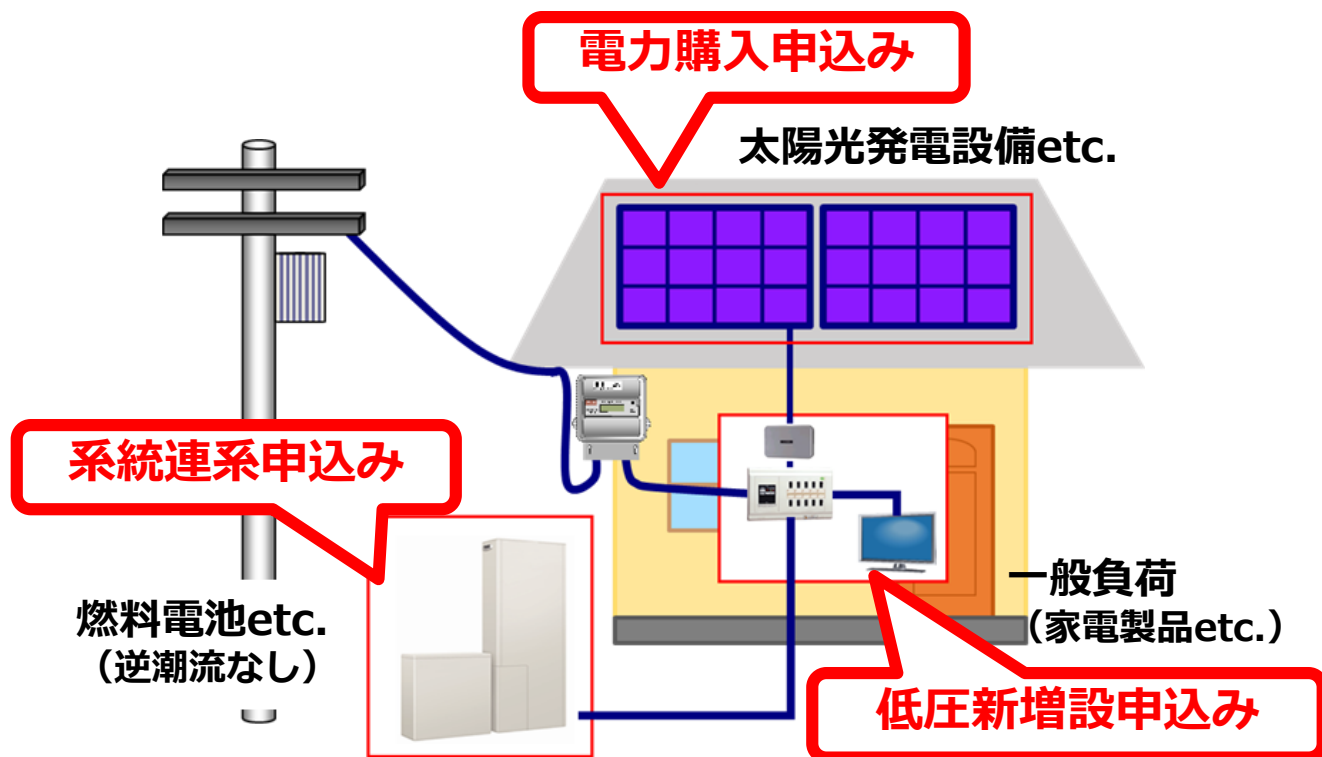 電力購入申込み
太陽光発電設備etc.
系統連系申込み
燃料電池etc.
（逆潮流なし）
一般負荷
（家電製品etc.）
低圧新増設申込み